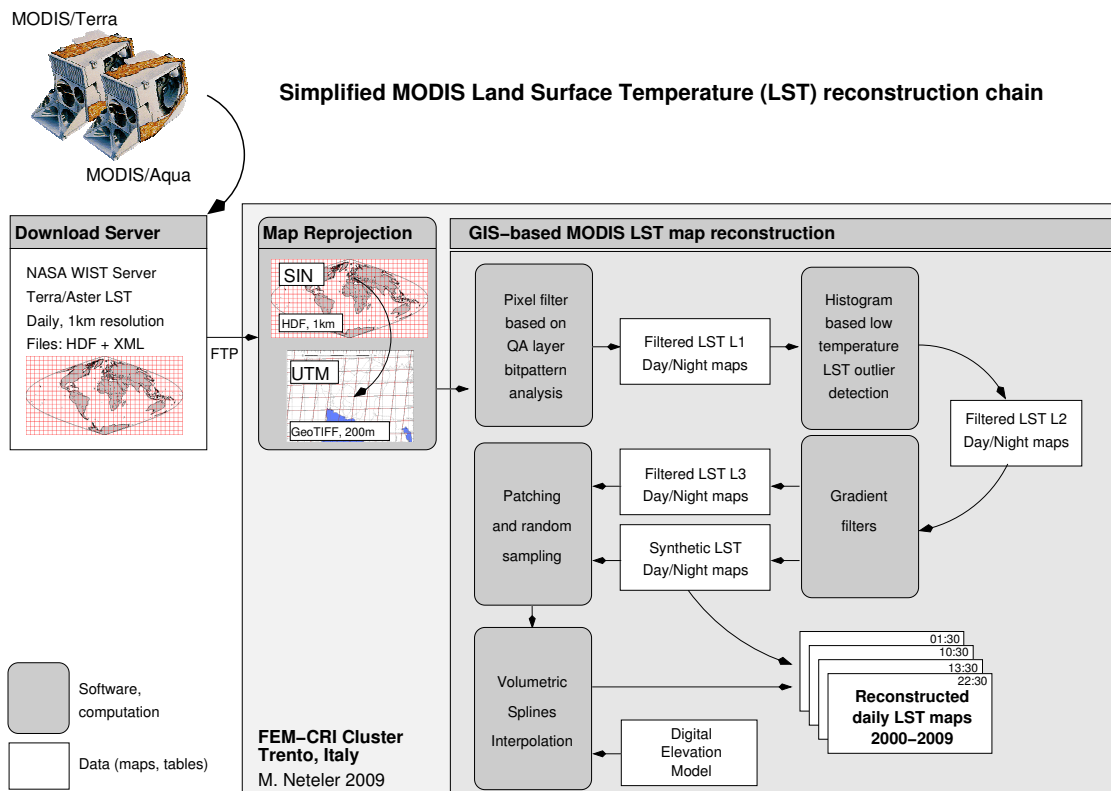 MODIS/Terra
MODIS/Aqua
Simplified MODIS Land Surface Temperature (LST) reconstruction chain
Download Server
NASA WIST Server
Terra/Aster LST
Daily, 1km resolution
Files: HDF + XML
FTP
Map Reprojection
SIN
HDF, 1km
UTM
GeoTIFF, 200m
GIS−based MODIS LST map reconstruction
Pixel filter
based on
QA layer
bitpattern
analysis
Filtered LST L1
Day/Night maps
Histogram
based low
temperature
LST outlier
detection
Filtered LST L2
Day/Night maps
Gradient
filters
Filtered LST L3
Day/Night maps
Synthetic LST
Day/Night maps
Patching
and random
sampling
Volumetric
Splines
Interpolation
Digital
Elevation
Model
01:30
10:30
13:30
22:30
Reconstructed
daily LST maps
2000−2009
Software,
computation
Data (maps, tables)
FEM−CRI Cluster
Trento, Italy
M. Neteler 2009